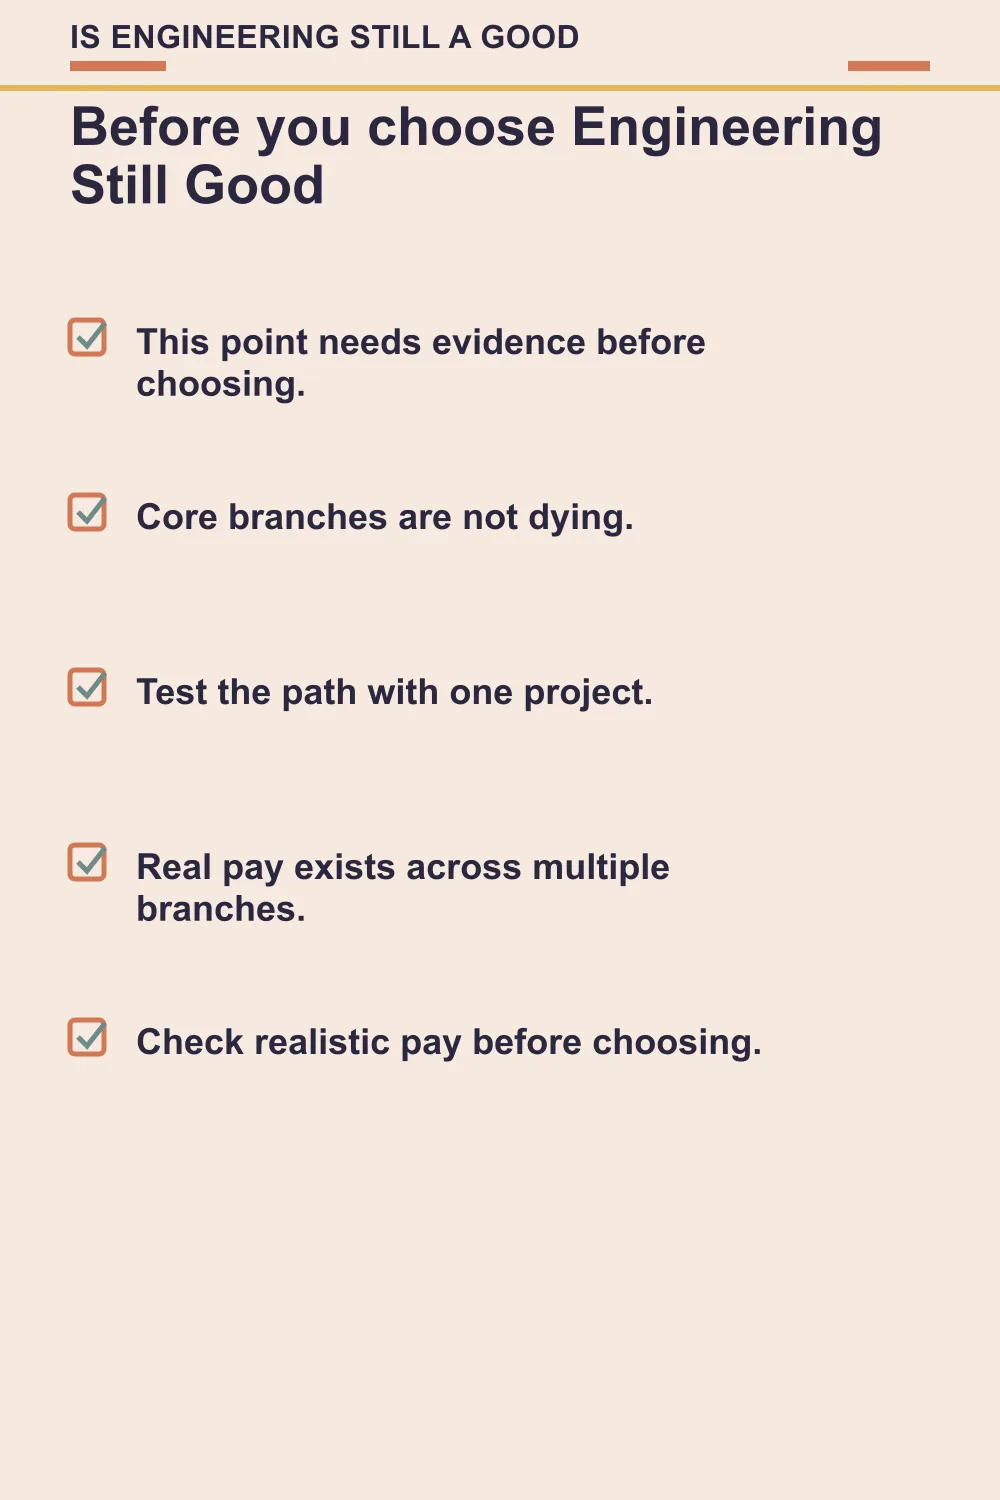 IS ENGINEERING STILL A GOOD
Before you choose Engineering
Still Good
This point needs evidence before
choosing.
Core branches are not dying.
Test the path with one project.
Real pay exists across multiple
branches.
Check realistic pay before choosing.